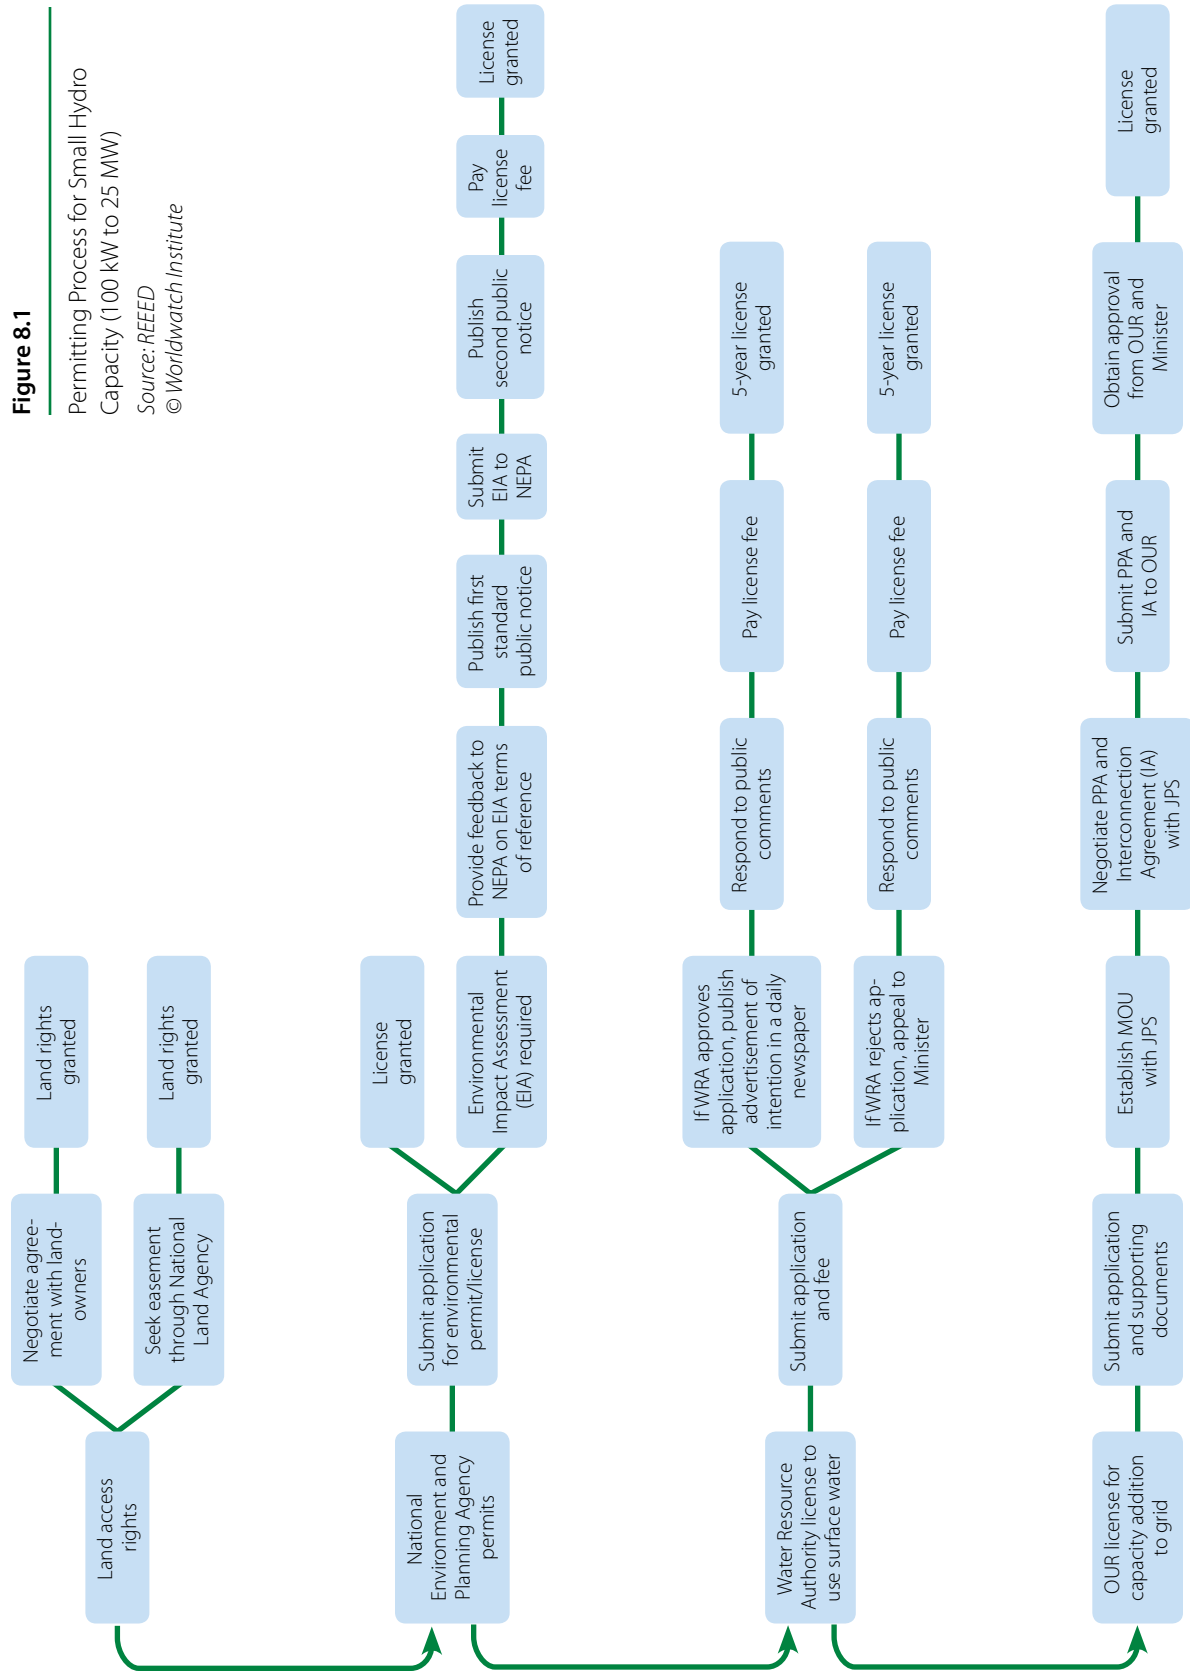 Figure 8.1
Permitting Process for Small Hydro
Capacity (100 kW to 25 MW)
Source: REEED
© Worldwatch Institute
Land access
rights
Negotiate agree-
ment with land-
owners
Land rights
granted
Seek easement
through National
Land Agency
Land rights
granted
National
Environment and
Planning Agency
permits
Submit application
for environmental
permit/license
License
granted
Environmental
Impact Assessment
(EIA) required
Provide feedback to
NEPA on EIA terms
of reference
Publish first
standard
public notice
Submit
EIA to
NEPA
Publish
second public
notice
Pay
license
fee
License
granted
Water Resource
Authority license to
use surface water
Submit application
and fee
If WRA approves
application, publish
advertisement of
intention in a daily
newspaper
Respond to public
comments
Pay license fee
5-year license
granted
If WRA rejects ap-
plication, appeal to
Minister
Respond to public
comments
Pay license fee
5-year license
granted
OUR license for
capacity addition
to grid
Submit application
and supporting
documents
Establish MOU
with JPS
Negotiate PPA and
Interconnection
Agreement (IA)
with JPS
Submit PPA and
IA to OUR
Obtain approval
from OUR and
Minister
License
granted